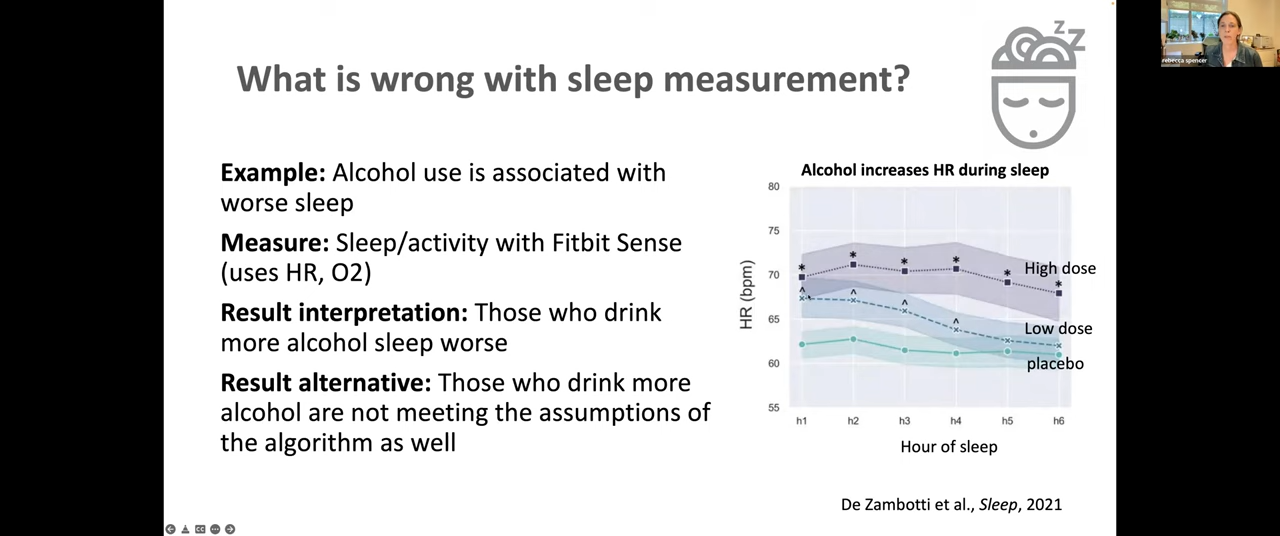 What is wrong with sleep measurement?
z
Z
rebecca spencer
Example: Alcohol use is associated with
worse sleep
Measure: Sleep/activity with Fitbit Sense
(uses HR, O2)
Result interpretation: Those who drink
more alcohol sleep worse
Result alternative: Those who drink more
alcohol are not meeting the assumptions of
the algorithm as well
Alcohol increases HR during sleep
80
75
70
65
60
55
HR (bpm)
High dose
Low dose
placebo
h1 h2 h3 h4 h5 h6
Hour of sleep
De Zambotti et al., Sleep, 2021
CC